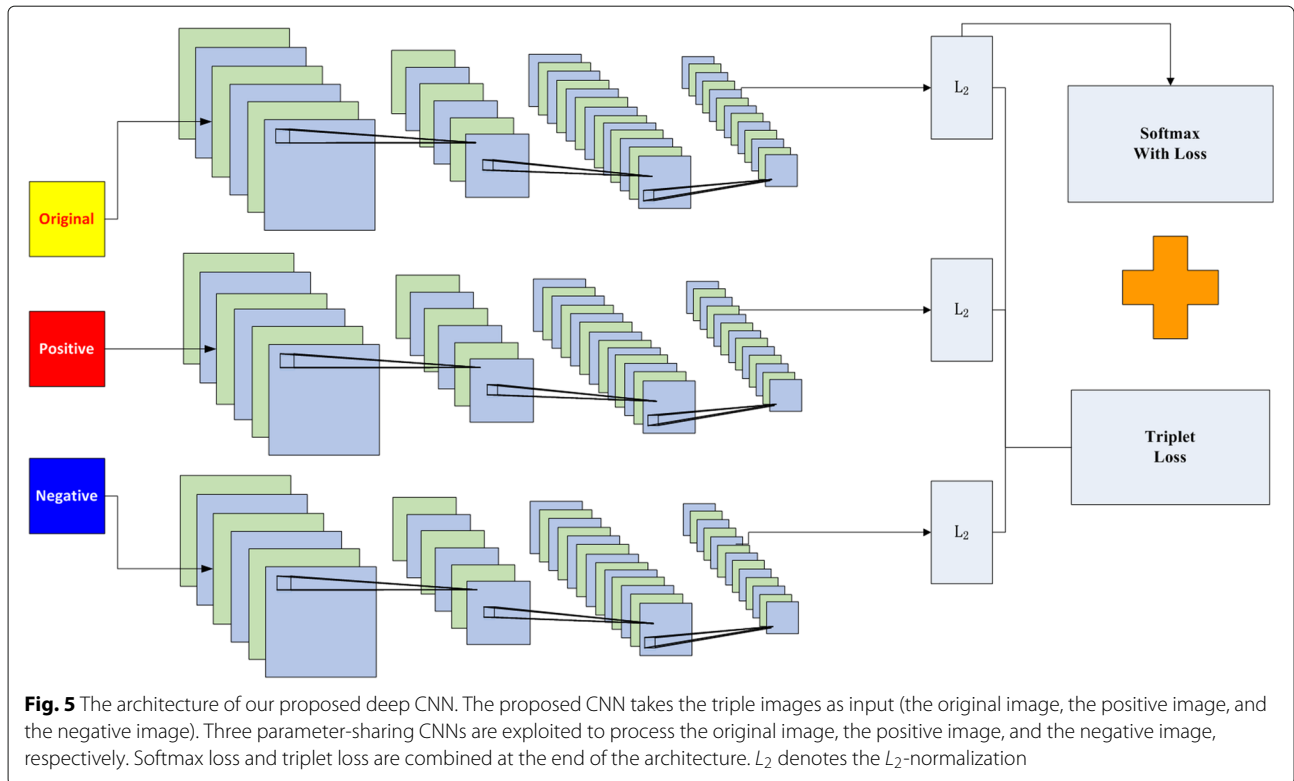 Original
Positive
Negative
L₂
L₂
L₂
Softmax
With Loss
Triplet
Loss
Fig. 5 The architecture of our proposed deep CNN. The proposed CNN takes the triple images as input (the original image, the positive image, and
the negative image). Three parameter-sharing CNNs are exploited to process the original image, the positive image, and the negative image,
respectively. Softmax loss and triplet loss are combined at the end of the architecture. L₂ denotes the L₂-normalization